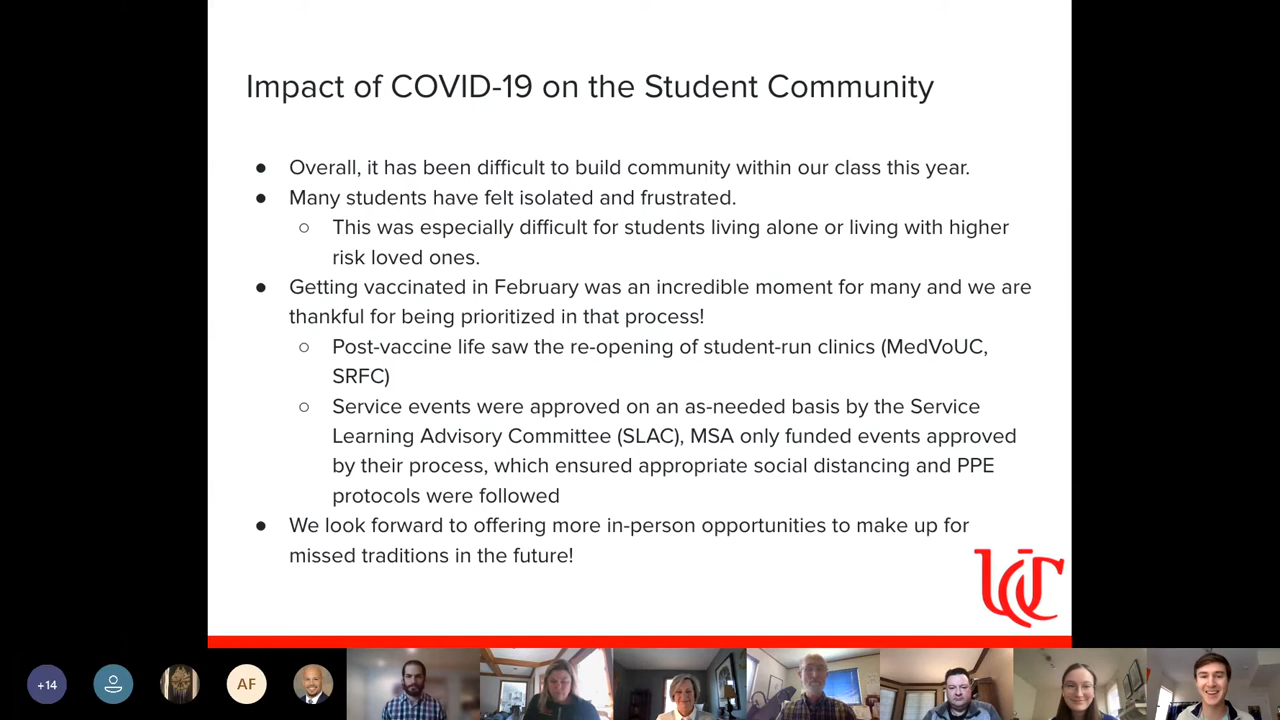 Impact of COVID-19 on the Student Community
● Overall, it has been difficult to build community within our class this year.
● Many students have felt isolated and frustrated.
○ This was especially difficult for students living alone or living with higher
risk loved ones.
● Getting vaccinated in February was an incredible moment for many and we are
thankful for being prioritized in that process!
○ Post-vaccine life saw the re-opening of student-run clinics (MedVoUC,
SRFC)
○ Service events were approved on an as-needed basis by the Service
Learning Advisory Committee (SLAC), MSA only funded events approved
by their process, which ensured appropriate social distancing and PPE
protocols were followed
● We look forward to offering more in-person opportunities to make up for
missed traditions in the future!
UC
+14
AF